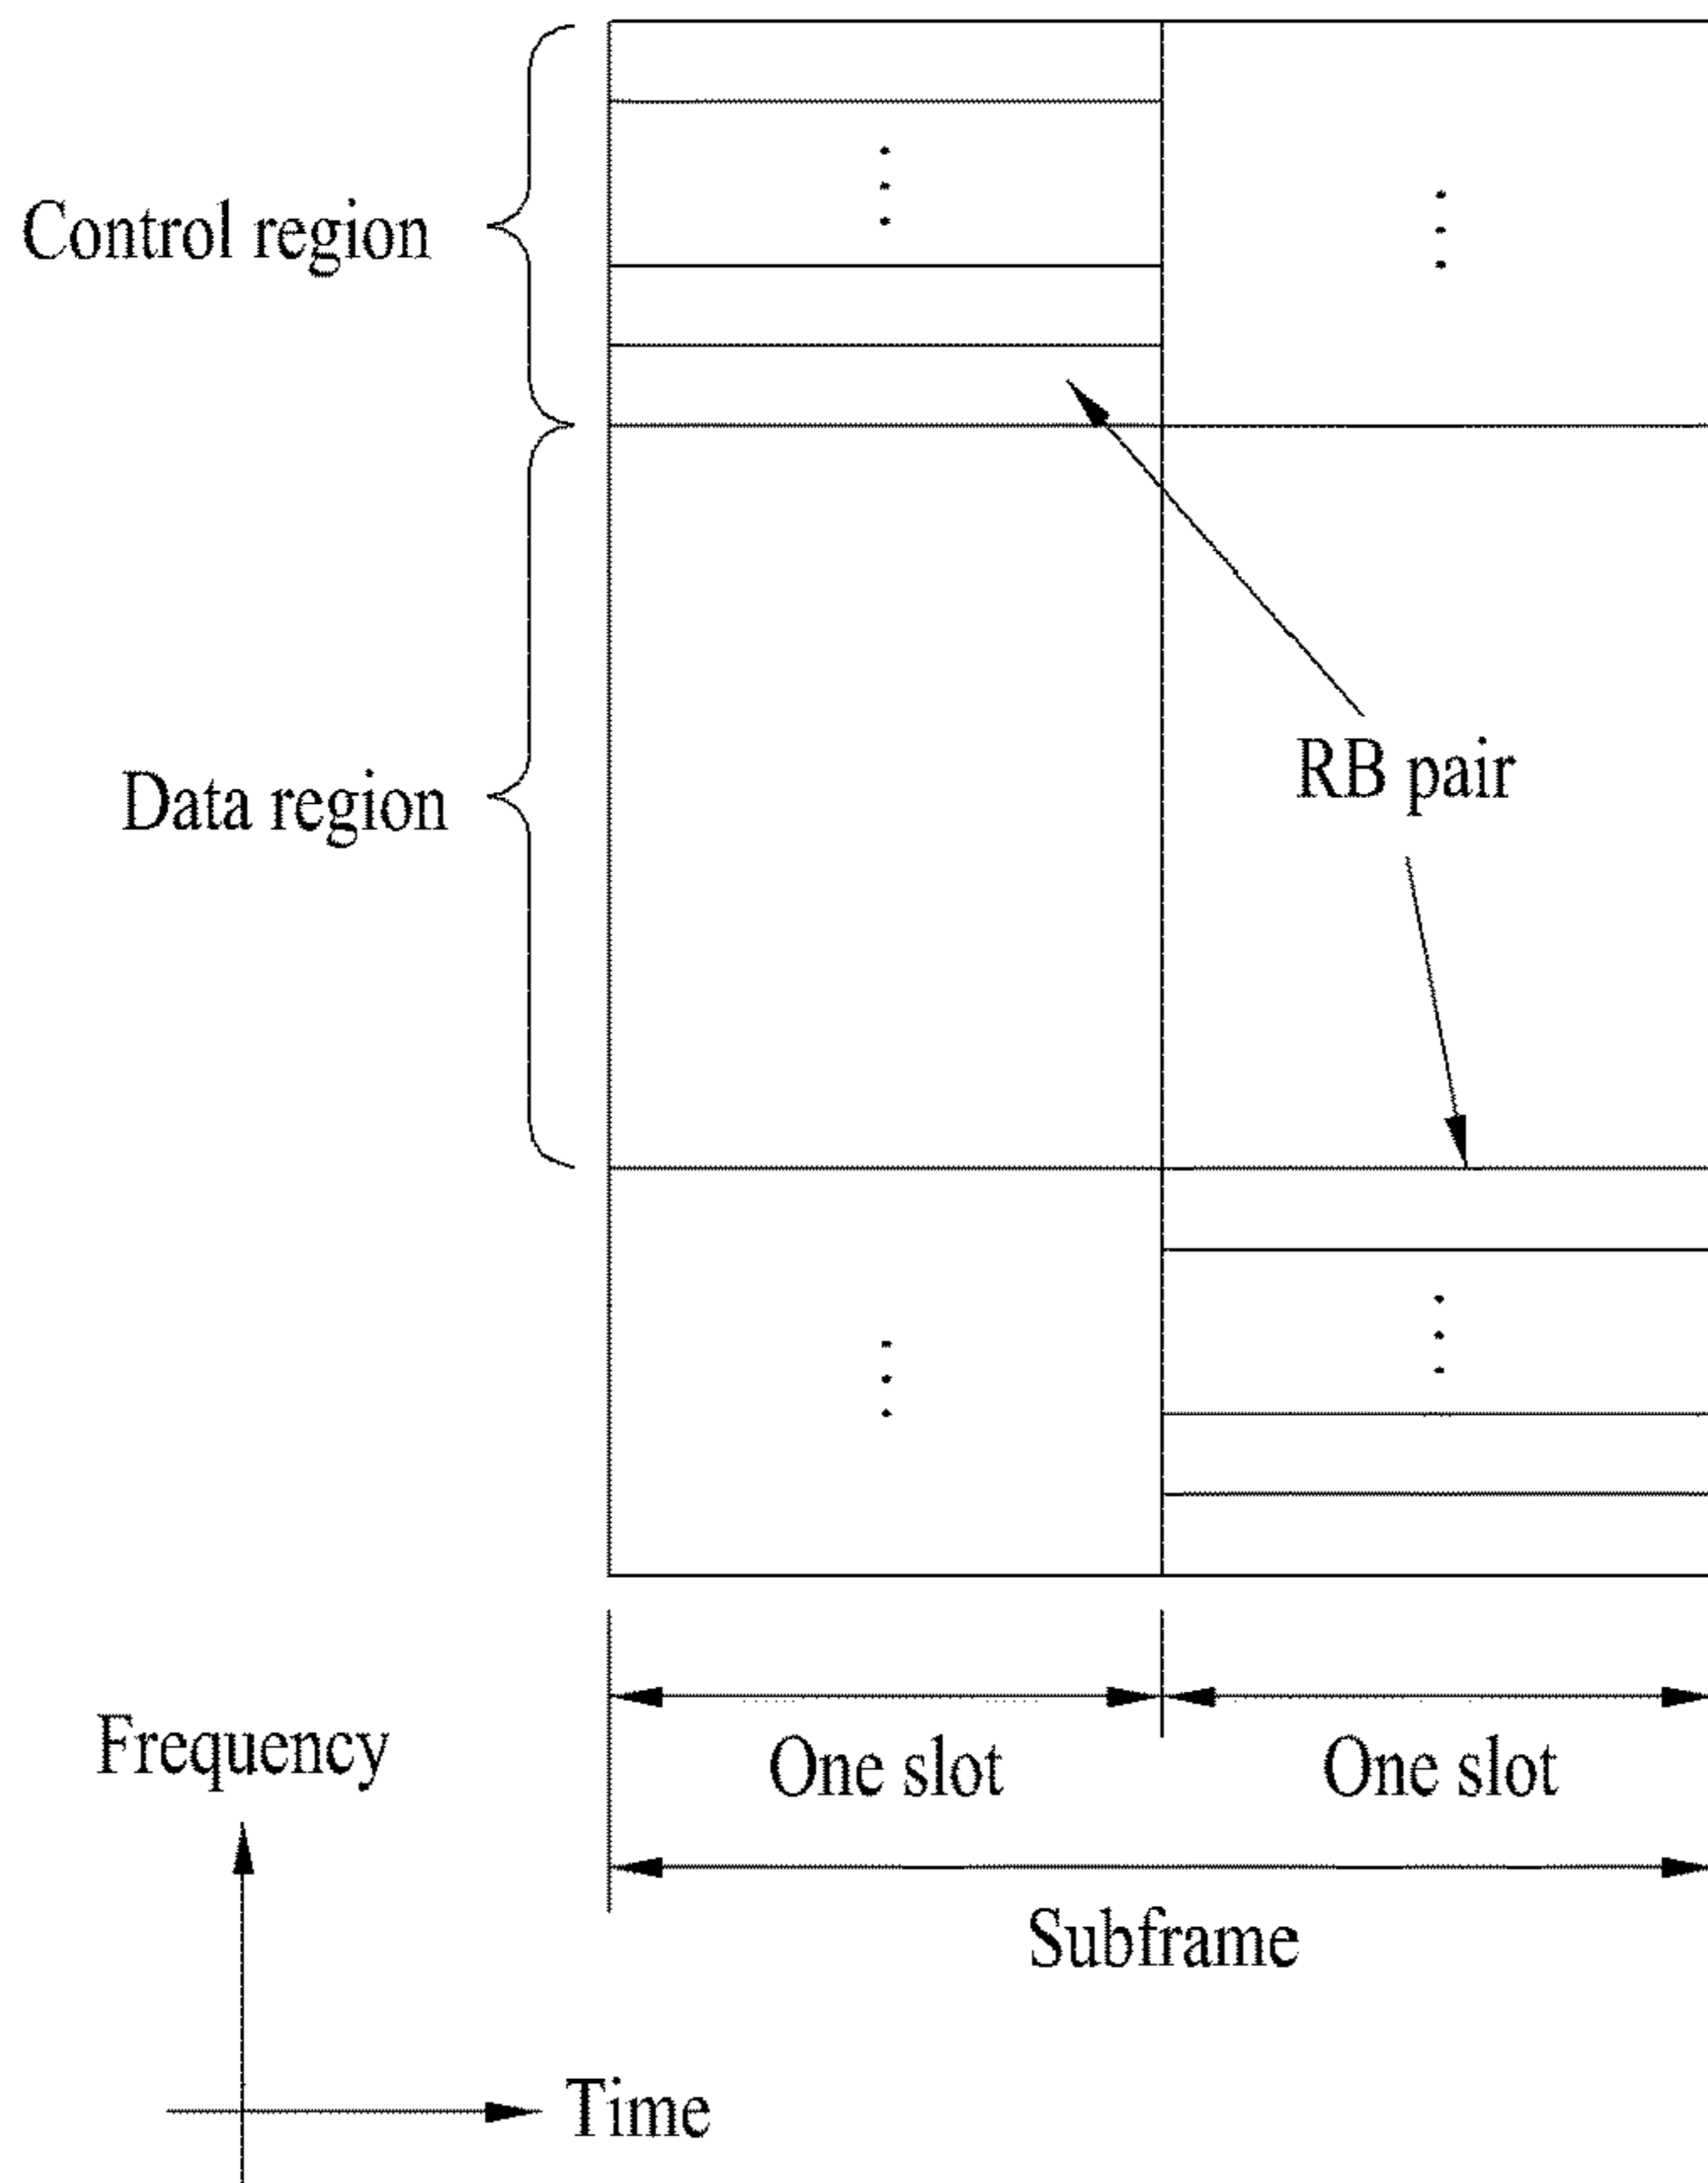 Control region
Data region
RB pair
One slot
One slot
Frequency
Subframe
Time